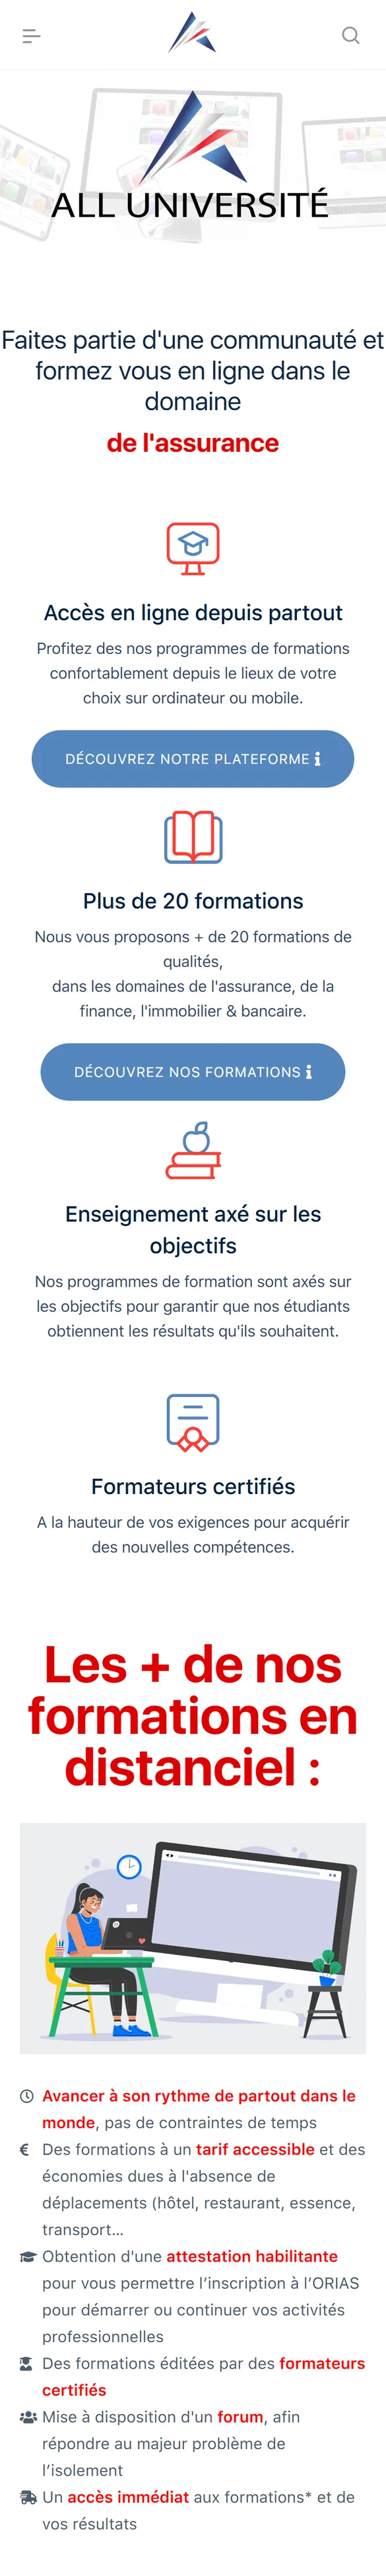 ALL UNIVERSITÉ
Faites partie d'une communauté et
formez vous en ligne dans le
domaine
de l'assurance
Accès en ligne depuis partout
Profitez des nos programmes de formations
confortablement depuis le lieux de votre
choix sur ordinateur ou mobile.
DÉCOUVREZ NOTRE PLATEFORME
Plus de 20 formations
Nous vous proposons + de 20 formations de
qualités,
dans les domaines de l'assurance, de la
finance, l'immobilier & bancaire.
DÉCOUVREZ NOS FORMATIONS
Enseignement axé sur les
objectifs
Nos programmes de formation sont axés sur
les objectifs pour garantir que nos étudiants
obtiennent les résultats qu'ils souhaitent.
Formateurs certifiés
A la hauteur de vos exigences pour acquérir
des nouvelles compétences.
Les + de nos
formations en
distanciel :
Avancer à son rythme de partout dans le
monde, pas de contraintes de temps
Des formations à un tarif accessible et des
économies dues à l'absence de
déplacements (hôtel, restaurant, essence,
transport...
Obtention d'une attestation habilitante
pour vous permettre l’inscription à l’ORIAS
pour démarrer ou continuer vos activités
professionnelles
Des formations éditées par des formateurs
certifiés
Mise à disposition d'un forum, afin
répondre au majeur problème de
l’isolement
Un accès immédiat aux formations* et de
vos résultats